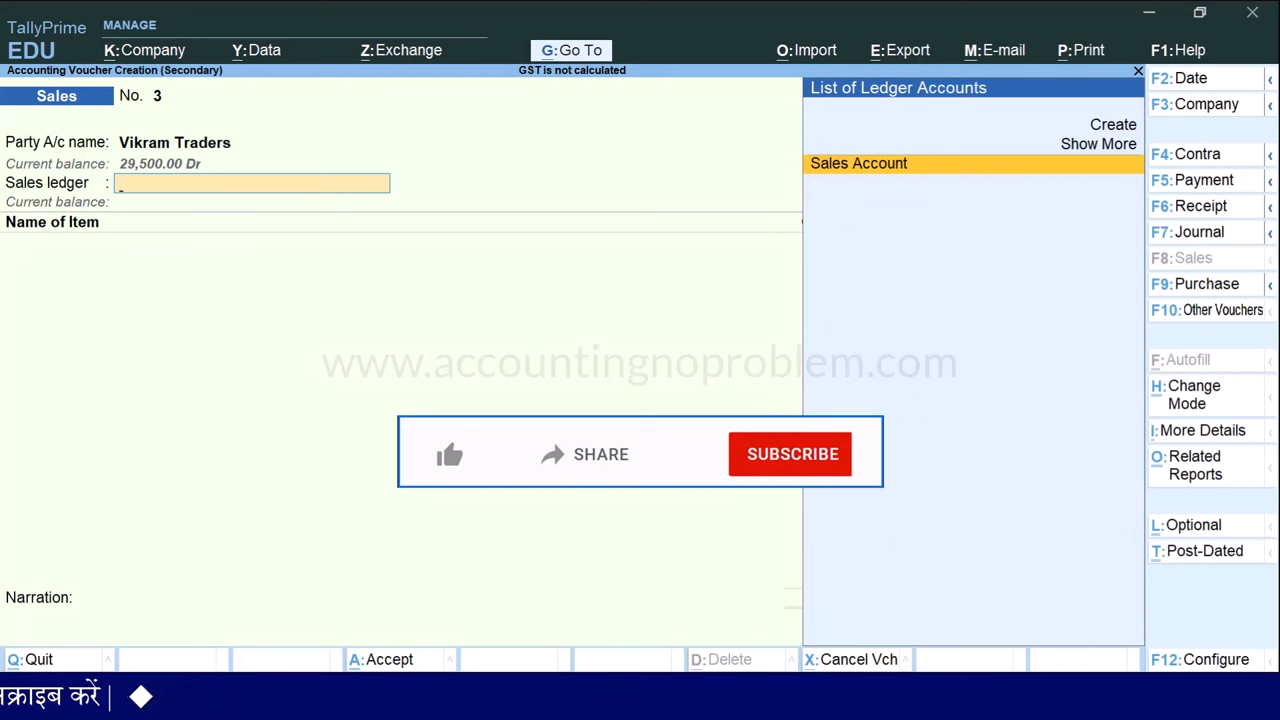 TallyPrime
EDU
MANAGE
K:Company
Y:Data
Z:Exchange
G:Go To
O:Import
E:Export
M:E-mail
P:Print
F1:Help
Accounting Voucher Creation (Secondary)
GST is not calculated
Sales No. 3
Party A/c name: Vikram Traders
Current balance: 29,500.00 Dr
Sales ledger :
Current balance:
Name of Item
List of Ledger Accounts
Create
Show More
Sales Account
F2:Date
F3:Company
F4:Contra
F5:Payment
F6:Receipt
F7:Journal
F8:Sales
F9:Purchase
F10:Other Vouchers
F:Autofill
H:Change
Mode
I:More Details
O:Related
Reports
L:Optional
T:Post-Dated
www.accountingnoproblem.com
SHARE
SUBSCRIBE
Narration:
Q:Quit
A:Accept
D:Delete
X:Cancel Vch
F12:Configure
करें |